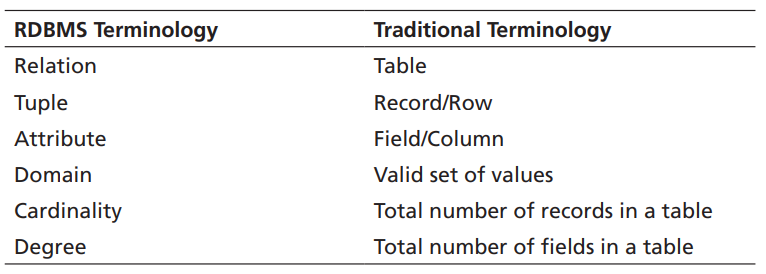 RDBMS Terminology Traditional Terminology
Relation Table
Tuple Record/Row
Attribute Field/Column
Domain Valid set of values
Cardinality Total number of records in a table
Degree Total number of fields in a table